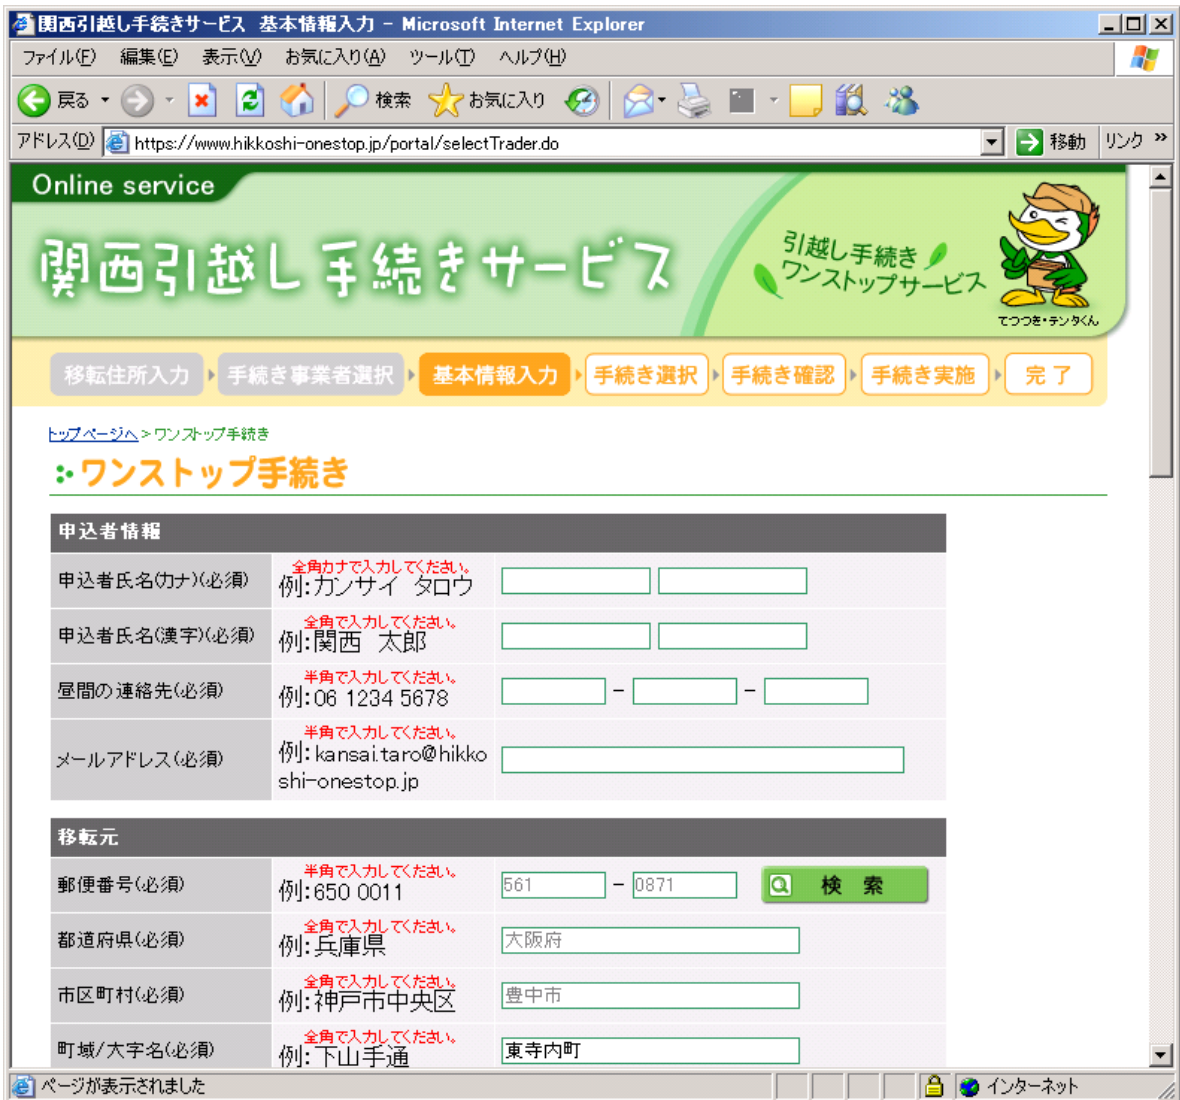 関西引越し手続きサービス 基本情報入力 - Microsoft Internet Explorer
ファイル(F) 編集(E) 表示(V) お気に入り(A) ツール(T) ヘルプ(H)
戻る 検索 お気に入り
アドレス(D) https://www.hikkoshi-onestop.jp/portal/selectTrader.do 移動 リンク »
Online service
関西引越し手続きサービス
引越し手続き
ワンストップサービス
てつつき・テンタくん
移転住所入力 手続き事業者選択 基本情報入力 手続き選択 手続き確認 手続き実施 完了
トップページへ > ワンストップ手続き
ワンストップ手続き
申込者情報
申込者氏名(カナ)(必須) 全角カナで入力してください。
例:カンサイ タロウ
申込者氏名(漢字)(必須) 全角で入力してください。
例:関西 太郎
昼間の連絡先(必須) 半角で入力してください。
例:06 1234 5678 - -
メールアドレス(必須) 半角で入力してください。
例:kansai.taro@hikko
shi-onestop.jp
移転元
郵便番号(必須) 半角で入力してください。
例:650 0011 561 - 0871 検索
都道府県(必須) 全角で入力してください。
例:兵庫県 大阪府
市区町村(必須) 全角で入力してください。
例:神戸市中央区 豊中市
町域/大字名(必須) 全角で入力してください。
例:下山手通 東寺内町
ページが表示されました インターネット